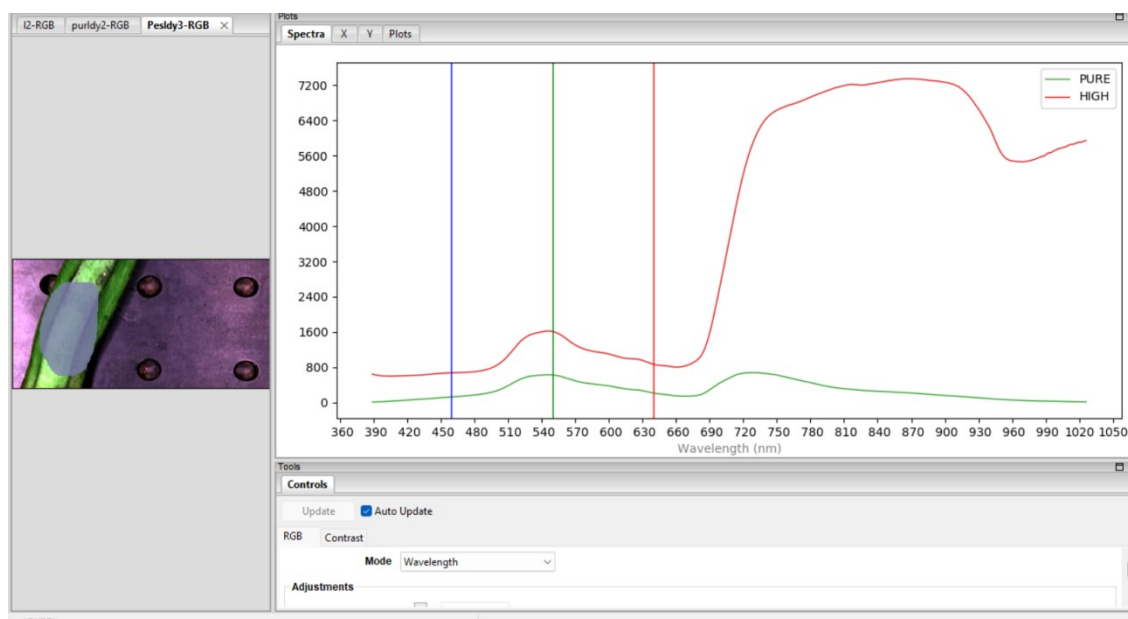 l2-RGB purldy2-RGB Pesldy3-RGB
Plots
Spectra X Y Plots
7200
6400
5600
4800
4000
3200
2400
1600
800
0
PURE
HIGH
360 390 420 450 480 510 540 570 600 630 660 690 720 750 780 810 840 870 900 930 960 990 1020 1050
Wavelength (nm)
Tools
Controls
Update Auto Update
RGB Contrast
Mode Wavelength
Adjustments